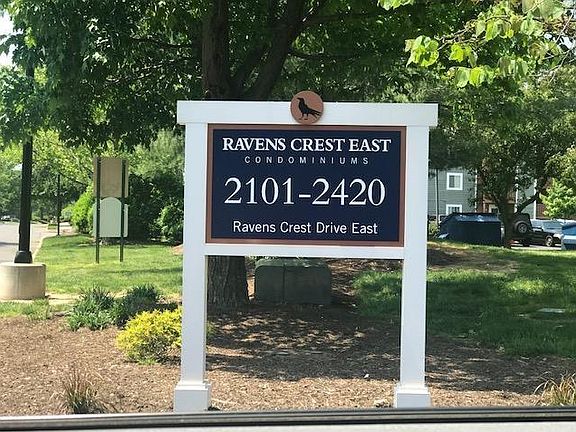 RAVENS CREST EAST
CONDOMINIUMS
2101-2420
Ravens Crest Drive East